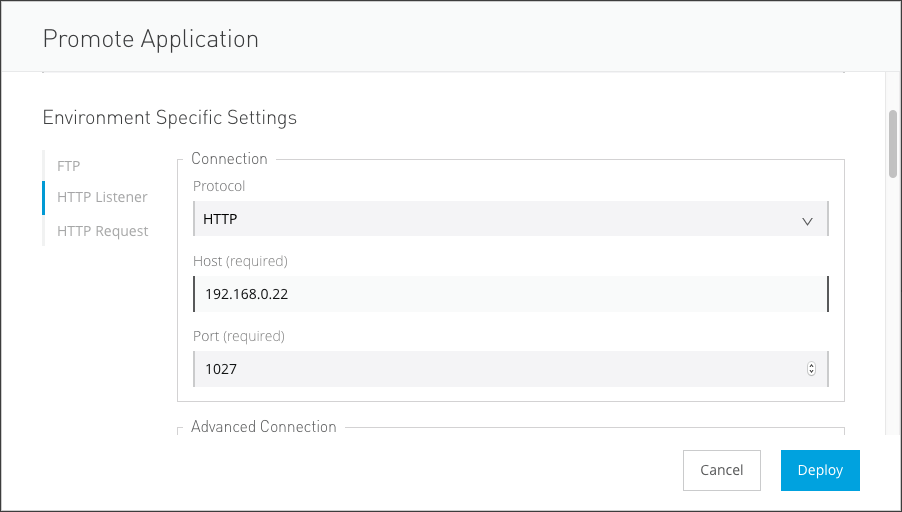 Promote Application
Environment Specific Settings
FTP
HTTP Listener
HTTP Request
Connection
Protocol
HTTP
Host (required)
192.168.0.22
Port (required)
1027
Advanced Connection
Cancel
Deploy